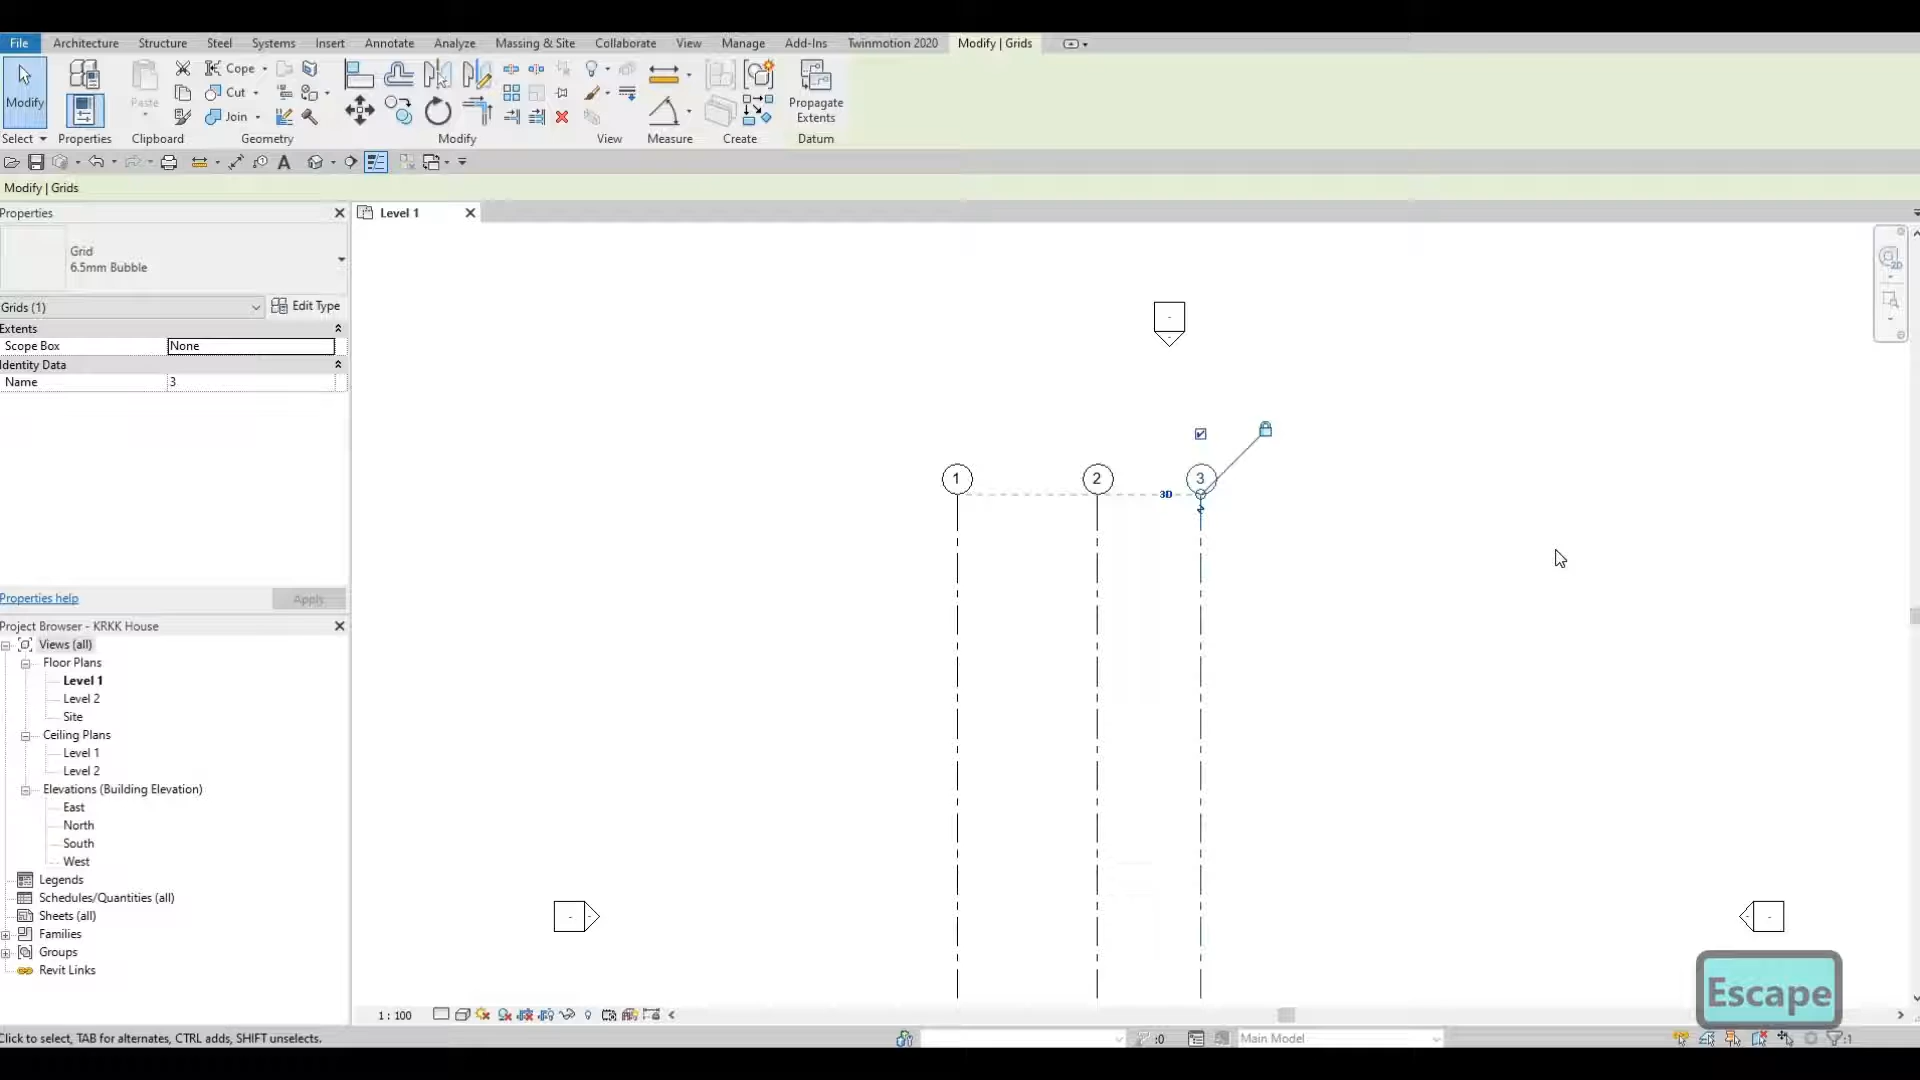 File Architecture Structure Steel Systems Insert Annotate Analyze Massing & Site Collaborate View Manage Add-Ins Twinmotion 2020 Modify | Grids
Cope
Modify Paste Cut Propagate
Join Extents
Select Properties Clipboard Geometry Modify View Measure Create Datum
A
Modify | Grids
Properties
Level 1
Grid
6.5mm Bubble
Grids (1) Edit Type
Extents
Scope Box None
Identity Data
Name 3
Properties help Apply
Project Browser - KRKK House
Views (all)
Floor Plans
Level 1
Level 2
Site
Ceiling Plans
Level 1
Level 2
Elevations (Building Elevation)
East
North
South
West
Legends
Schedules/Quantities (all)
Sheets (all)
Families
Groups
Revit Links
2D
1 2 3
3D
Escape
1 : 100
Click to select, TAB for alternates, CTRL adds, SHIFT unselects. :0 Main Model :1